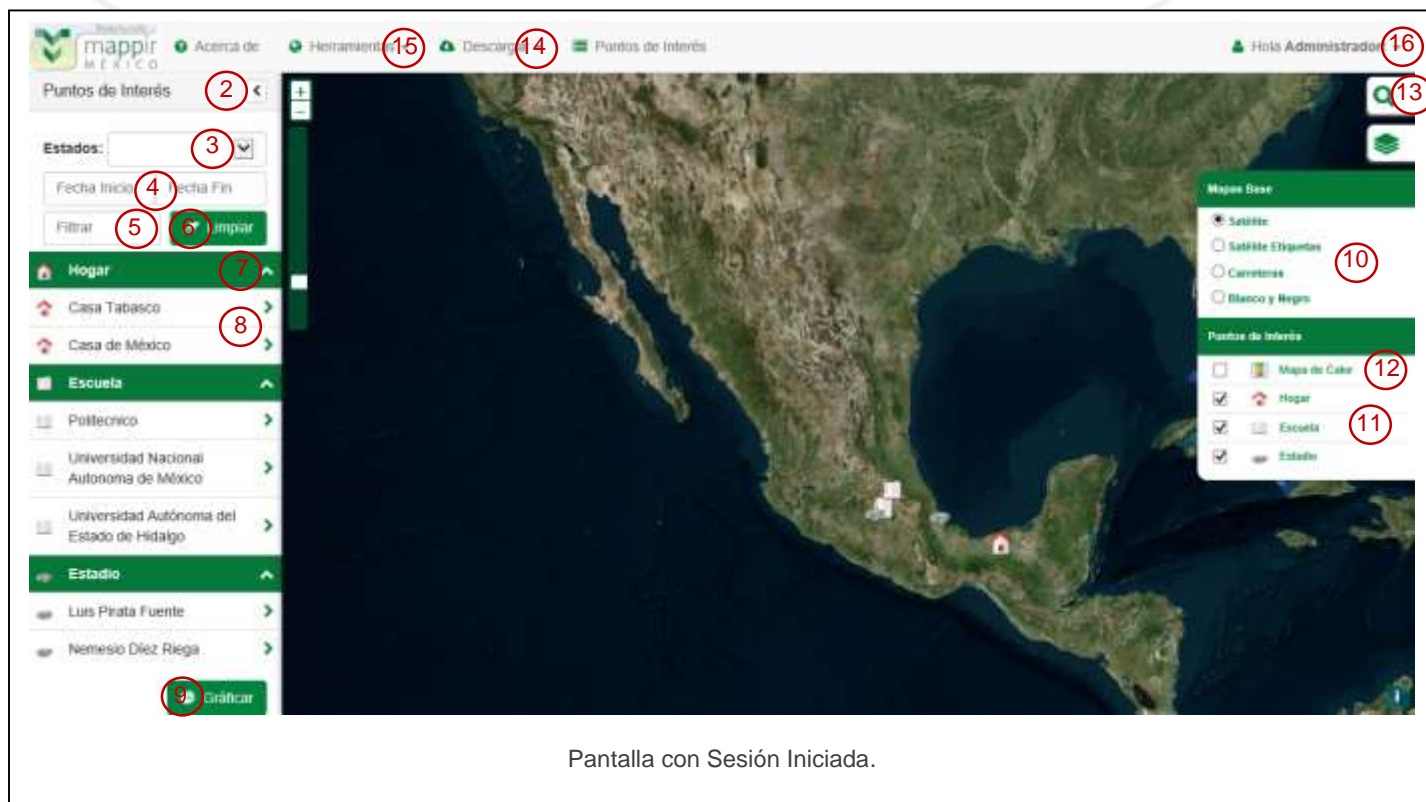 mappir
MÉXICO
Acerca de
Herramientas
15
Descarga
14
Puntos de Interés
Hola Administrador
16
Puntos de Interés
2
13
Estados:
3
Fecha Inicio
4
Fecha Fin
Filtrar
5
6
Limpiar
Hogar
7
Casa Tabasco
8
Casa de México
Escuela
Politecnico
Universidad Nacional
Autonoma de México
Universidad Autónoma del
Estado de Hidalgo
Estadio
Luis Pirata Fuente
Nemesio Díez Riega
9
Gráficar
+
−
Mapas Base
Satélite
Satélite Etiquetas
10
Carreteras
Blanco y Negro
Puntos de Interés
Mapa de Calor
12
Hogar
Escuela
11
Estadio
i
Pantalla con Sesión Iniciada.